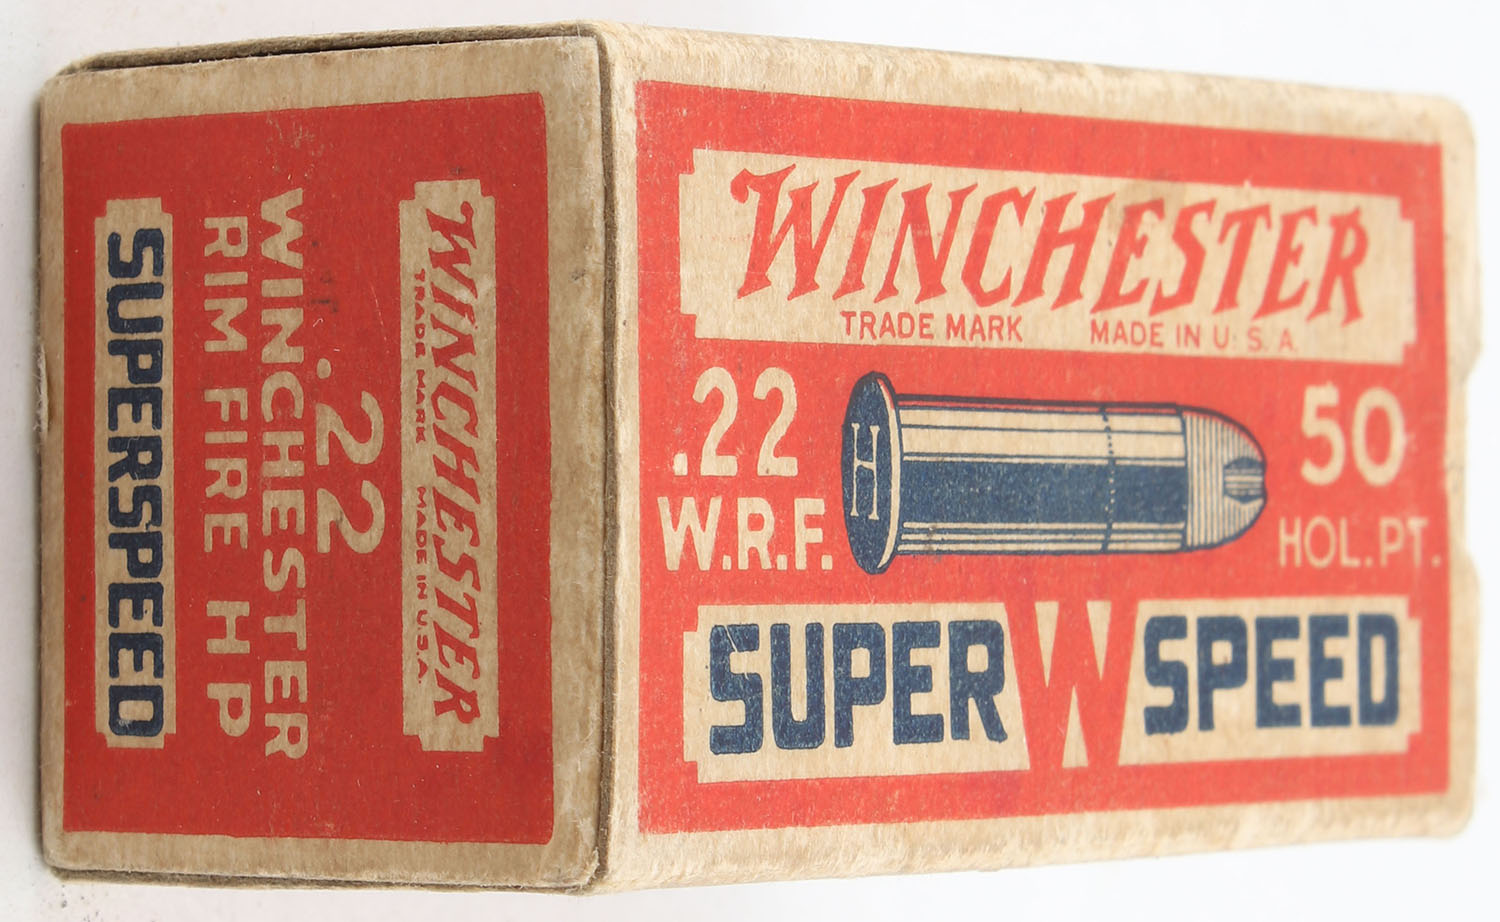 WINCHESTER
TRADE MARK MADE IN U.S.A.
.22
WINCHESTER
RIM FIRE HP
SUPERSPEED
WINCHESTER
TRADE MARK MADE IN U.S.A.
.22
W.R.F.
H
50
HOL. PT.
SUPER W SPEED